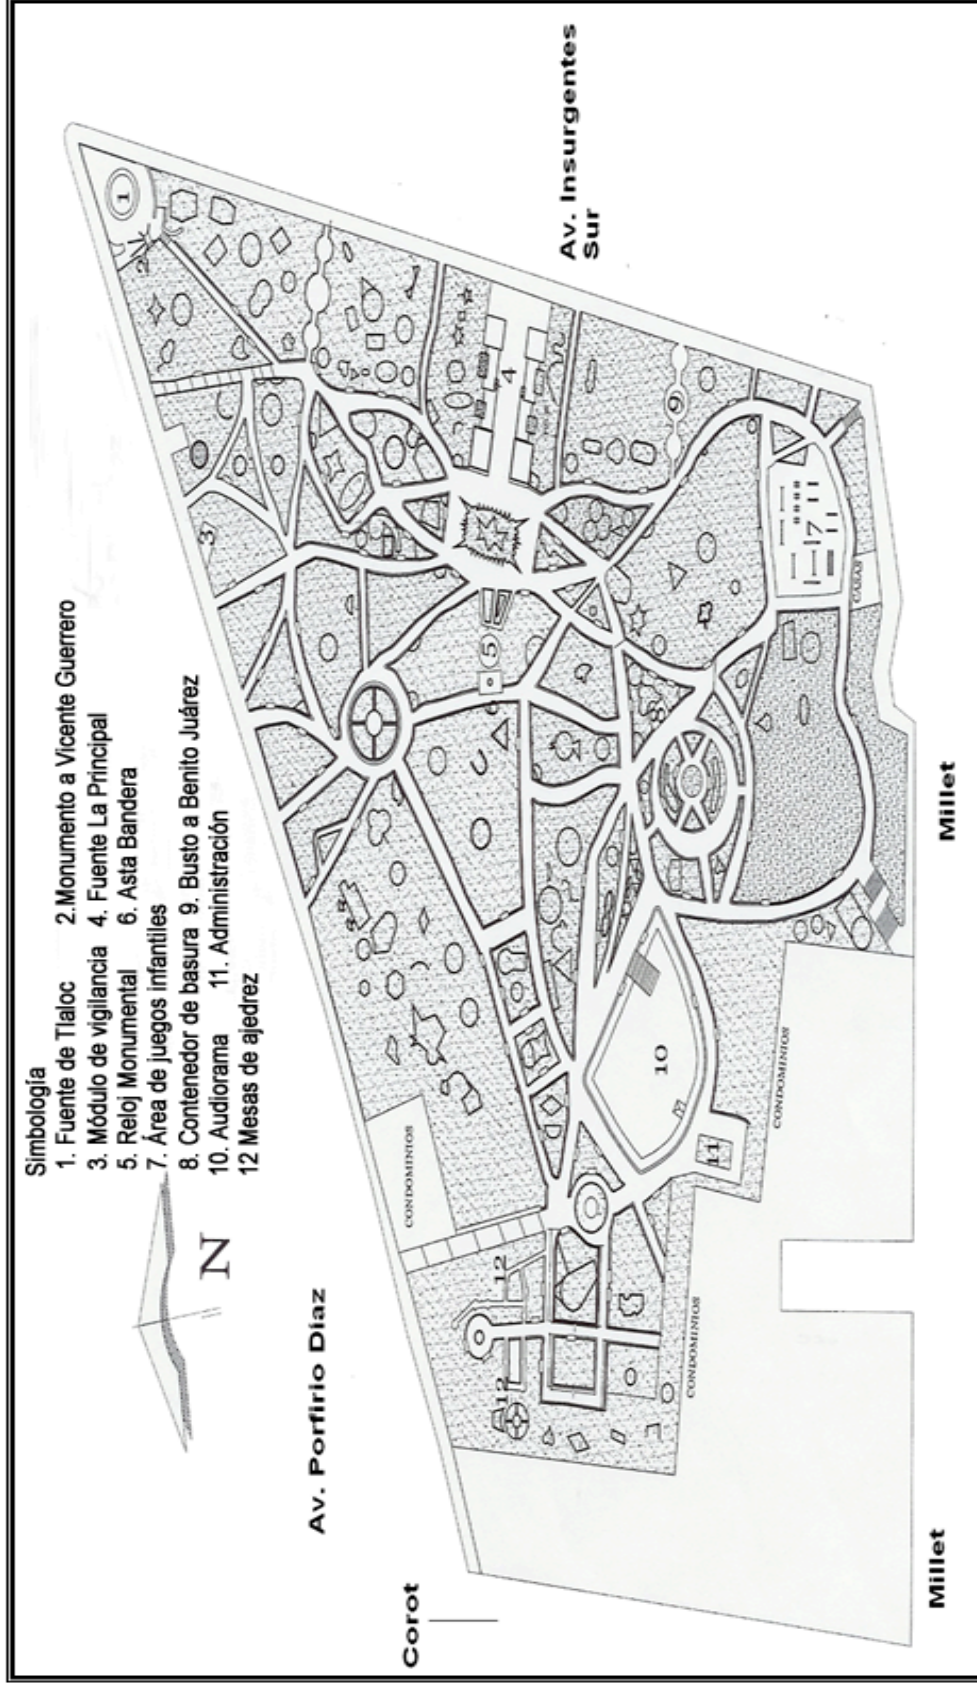 Simbología
1. Fuente de Tlaloc 2.Monumento a Vicente Guerrero
3. Módulo de vigilancia 4. Fuente La Principal
5. Reloj Monumental 6. Asta Bandera
7. Área de juegos infantiles
8. Contenedor de basura 9. Busto a Benito Juárez
10. Audiorama 11. Administración
12 Mesas de ajedrez
N
Av. Porfirio Díaz
Corot
Av. Insurgentes
Sur
Millet
Millet
CONDOMINIOS
CONDOMINIOS
CONDOMINIOS
CASAS
1
2
3
4
5
7
8
9
10
11
12
12